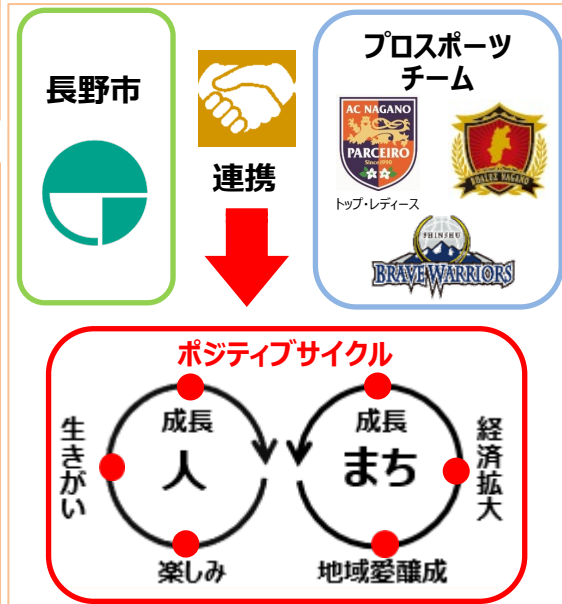 長野市
連携
プロスポーツ
チーム
AC NAGANO
PARCEIRO
Since1990
トップ・レディース
BOALUZ NAGANO
SHINSHU
BRAVE WARRIORS
ポジティブサイクル
生きがい
成長
人
楽しみ
成長
まち
経済拡大
地域愛醸成